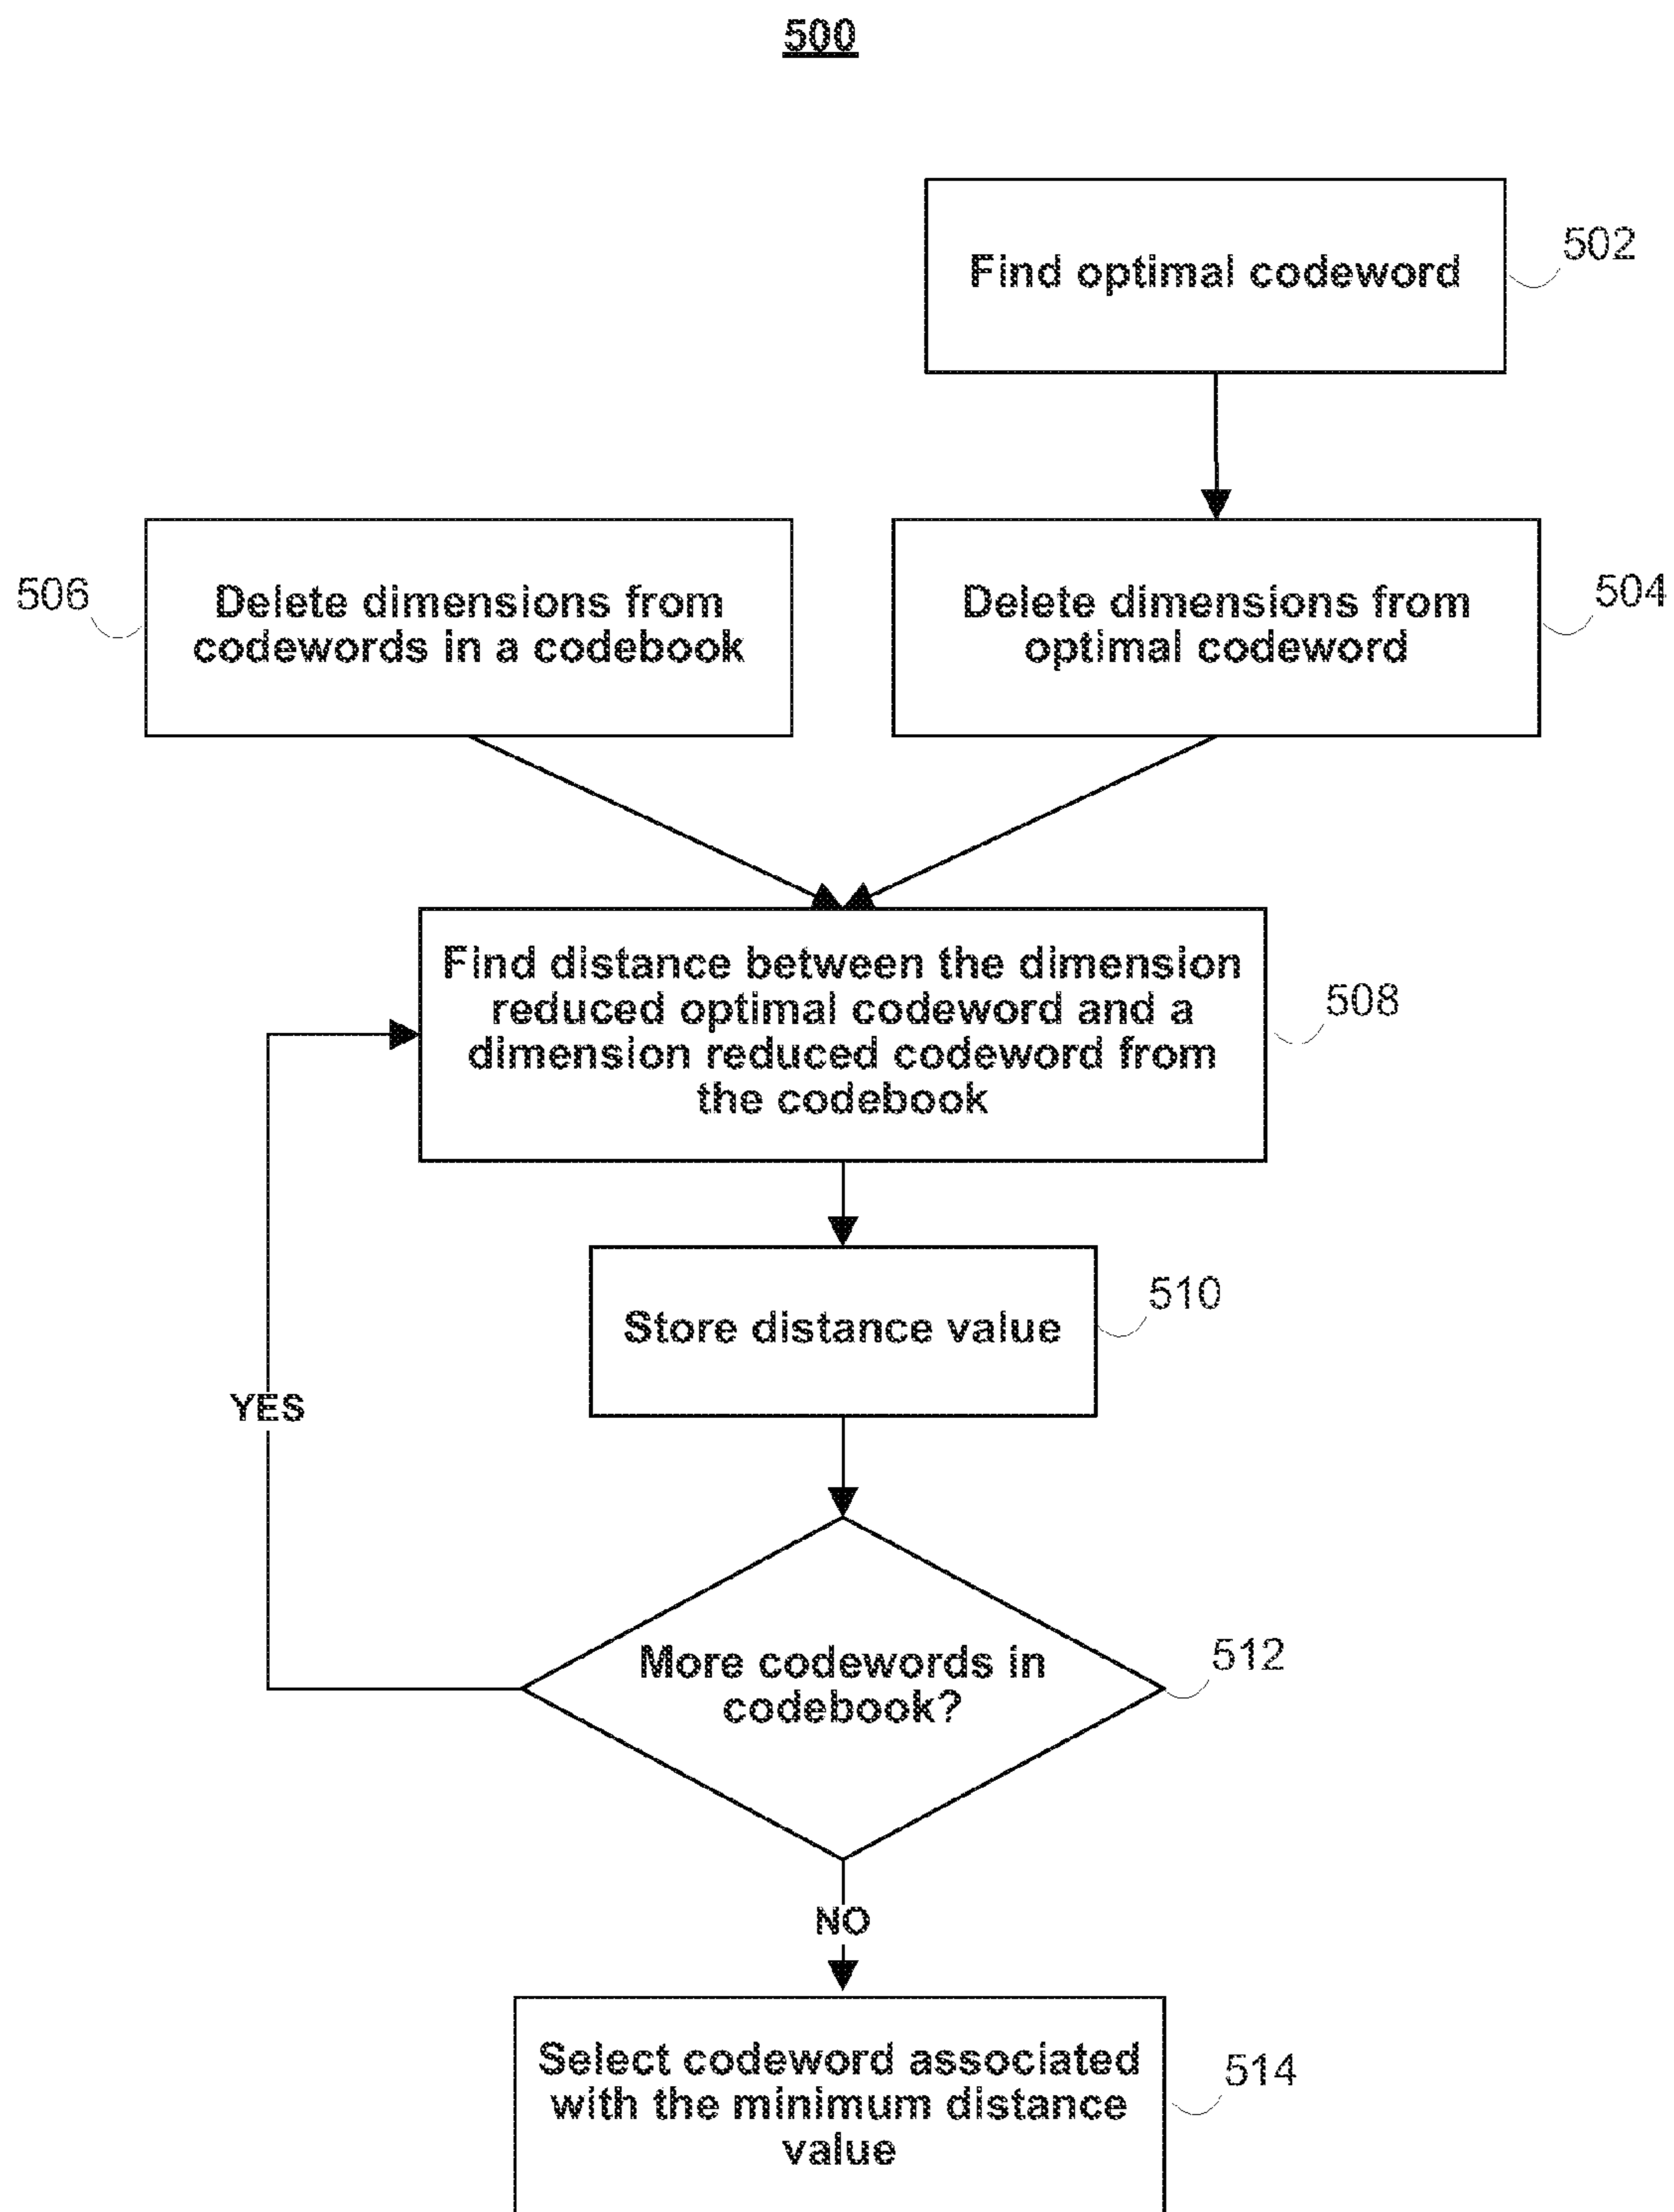 500
Find optimal codeword
502
506
Delete dimensions from
codewords in a codebook
Delete dimensions from
optimal codeword
504
Find distance between the dimension
reduced optimal codeword and a
dimension reduced codeword from
the codebook
508
Store distance value
510
YES
More codewords in
codebook?
512
NO
Select codeword associated
with the minimum distance
value
514